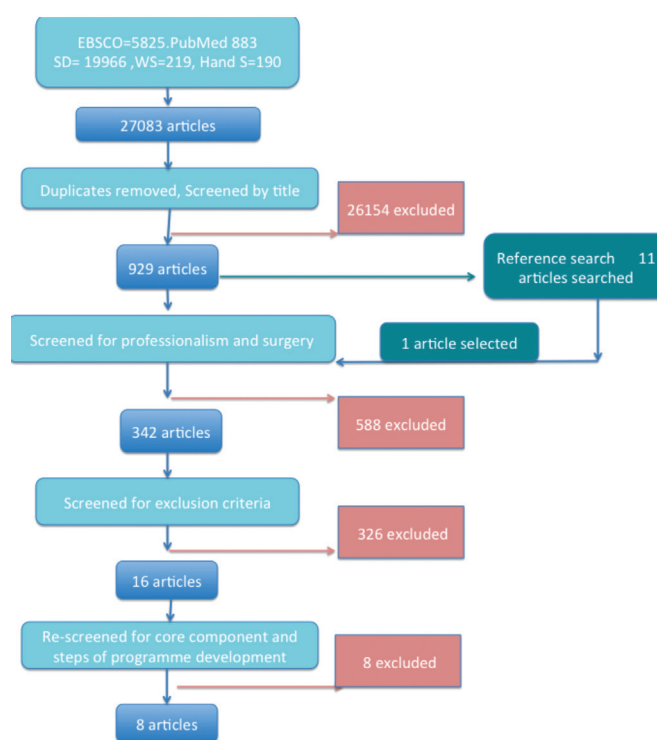 EBSCO=5825.PubMed 883
SD= 19966 ,WS=219, Hand S=190
27083 articles
Duplicates removed, Screened by title
26154 excluded
929 articles
Reference search 11
articles searched
Screened for professionalism and surgery
1 article selected
588 excluded
342 articles
Screened for exclusion criteria
326 excluded
16 articles
Re-screened for core component and
steps of programme development
8 excluded
8 articles